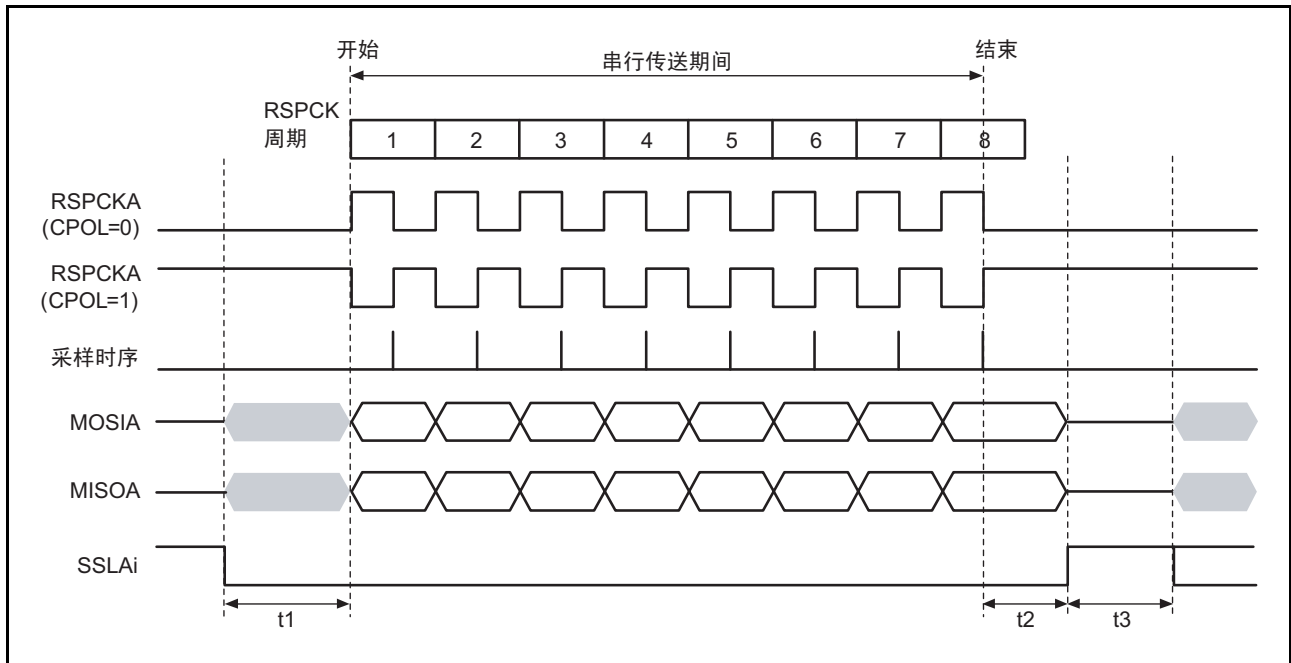 开始
串行传送期间
结束
RSPCK
周期
1 2 3 4 5 6 7 8
RSPCKA
(CPOL=0)
RSPCKA
(CPOL=1)
采样时序
MOSIA
MISOA
SSLAi
t1
t2
t3